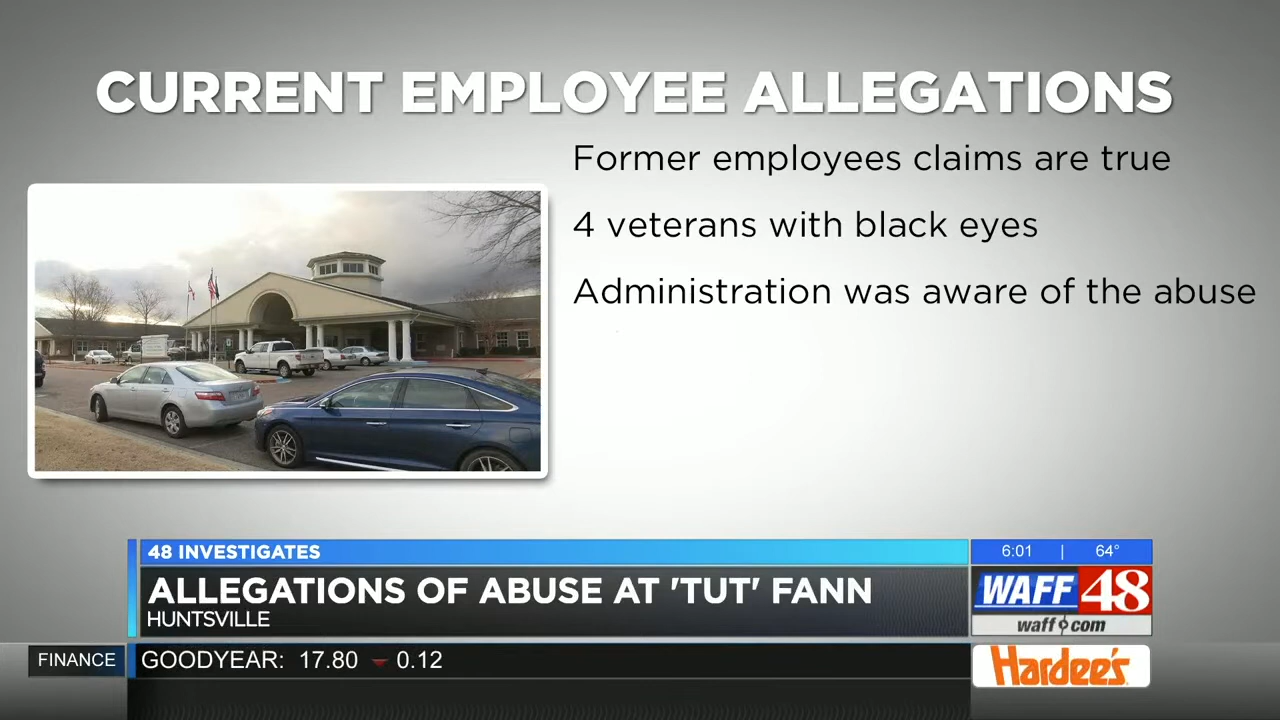 CURRENT EMPLOYEE ALLEGATIONS
Former employees claims are true
4 veterans with black eyes
Administration was aware of the abuse
48 INVESTIGATES
ALLEGATIONS OF ABUSE AT 'TUT' FANN
HUNTSVILLE
6:01 | 64°
WAFF 48
waff com
FINANCE
GOODYEAR: 17.80 0.12
Hardee's